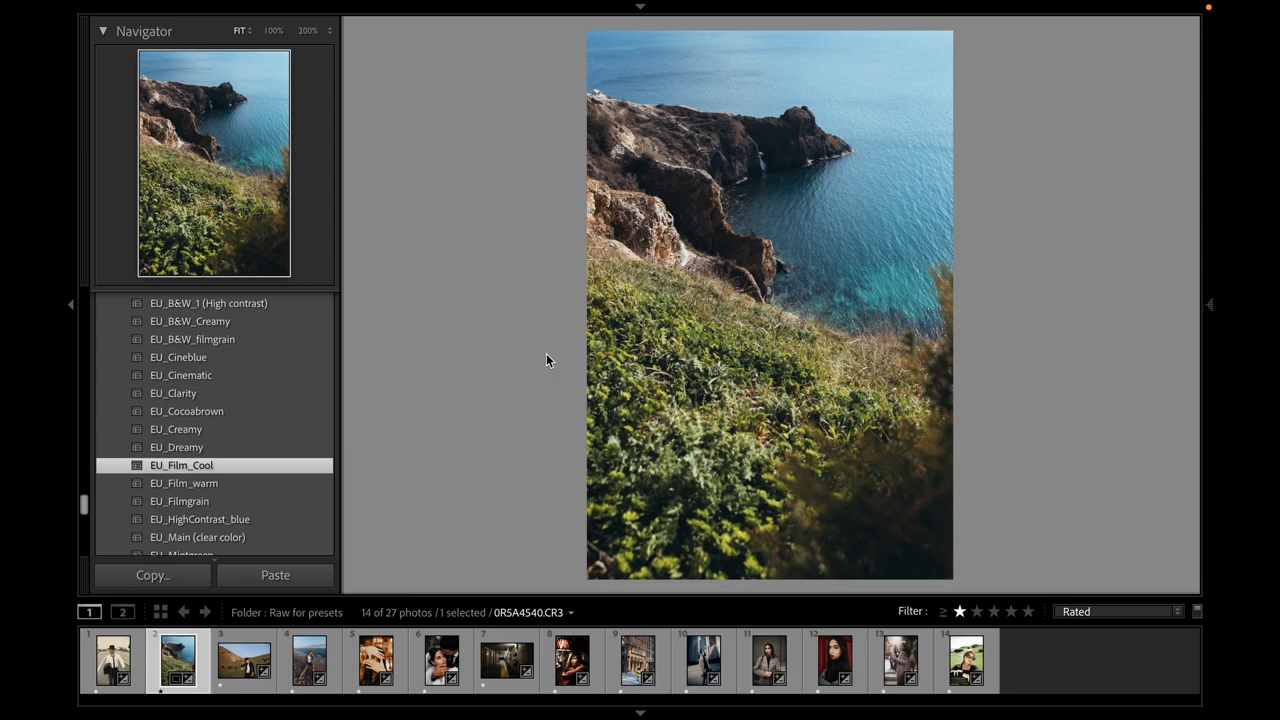 Navigator FIT 100% 200%
EU_B&W_1 (High contrast)
EU_B&W_Creamy
EU_B&W_filmgrain
EU_Cineblue
EU_Cinematic
EU_Clarity
EU_Cocoabrown
EU_Creamy
EU_Dreamy
EU_Film_Cool
EU_Film_warm
EU_Filmgrain
EU_HighContrast_blue
EU_Main (clear color)
EU_Mintgreen
Copy... Paste
1 2 Folder : Raw for presets 14 of 27 photos / 1 selected / 0R5A4540.CR3 Filter : ≥ Rated
1 2 3 4 5 6 7 8 9 10 11 12 13 14